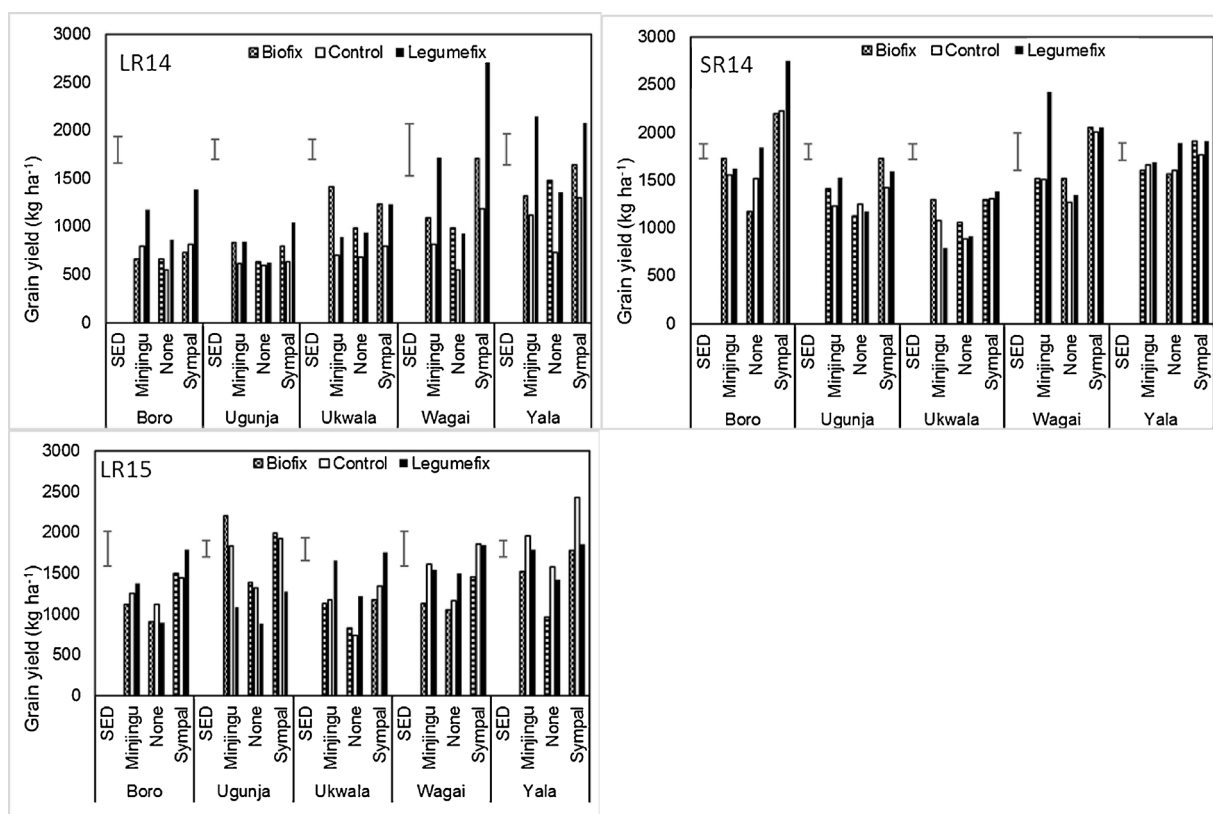 LR14
Biofix Control Legumefix
Grain yield (kg ha-1)
3000
2500
2000
1500
1000
500
0
SED Minjingu None Sympal SED Minjingu None Sympal SED Minjingu None Sympal SED Minjingu None Sympal SED Minjingu None Sympal
Boro Ugunja Ukwala Wagai Yala
SR14
Biofix Control Legumefix
Grain yield (kg ha-1)
3000
2500
2000
1500
1000
500
0
SED Minjingu None Sympal SED Minjingu None Sympal SED Minjingu None Sympal SED Minjingu None Sympal SED Minjingu None Sympal
Boro Ugunja Ukwala Wagai Yala
LR15
Biofix Control Legumefix
Grain yield (kg ha-1)
3000
2500
2000
1500
1000
500
0
SED Minjingu None Sympal SED Minjingu None Sympal SED Minjingu None Sympal SED Minjingu None Sympal SED Minjingu None Sympal
Boro Ugunja Ukwala Wagai Yala